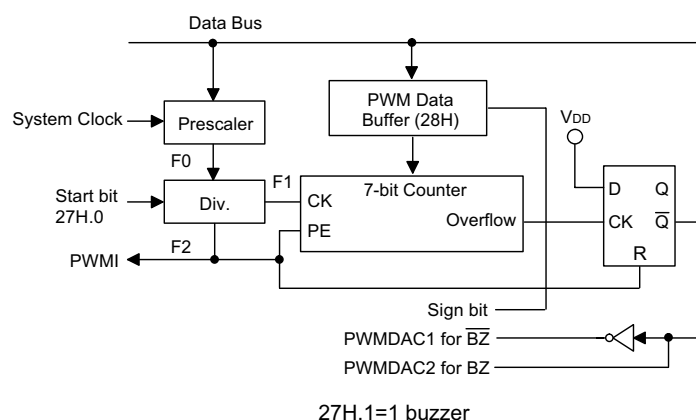 Data Bus
System Clock
Prescaler
PWM Data
Buffer (28H)
VDD
F0
Start bit
27H.0
Div.
F1
7-bit Counter
CK
Overflow
PE
D
Q
CK
Q̅
R
F2
PWMI
Sign bit
PWMDAC1 for B̅Z̅
PWMDAC2 for BZ
27H.1=1 buzzer